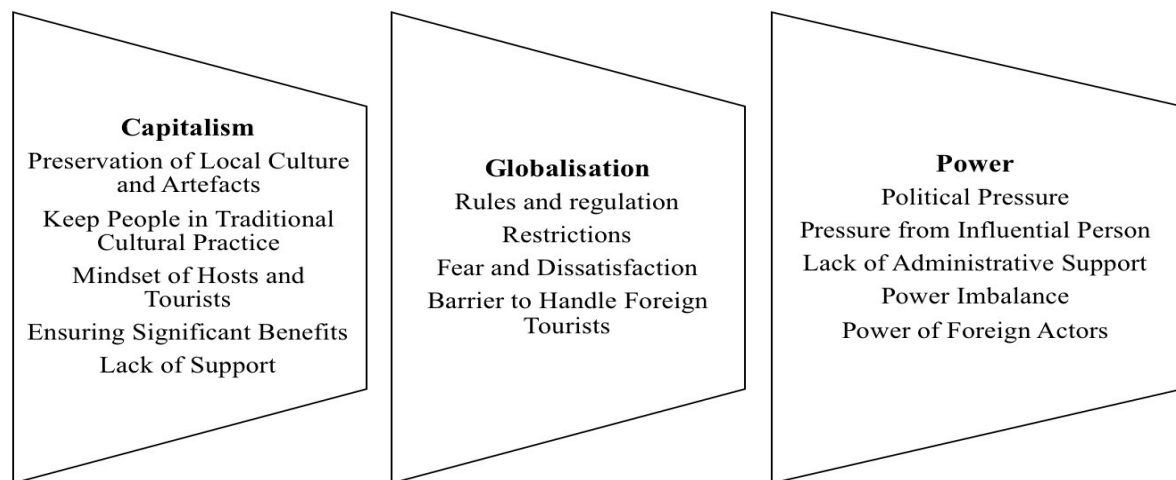 Capitalism
Preservation of Local Culture
and Artefacts
Keep People in Traditional
Cultural Practice
Mindset of Hosts and
Tourists
Ensuring Significant Benefits
Lack of Support
Globalisation
Rules and regulation
Restrictions
Fear and Dissatisfaction
Barrier to Handle Foreign
Tourists
Power
Political Pressure
Pressure from Influential Person
Lack of Administrative Support
Power Imbalance
Power of Foreign Actors